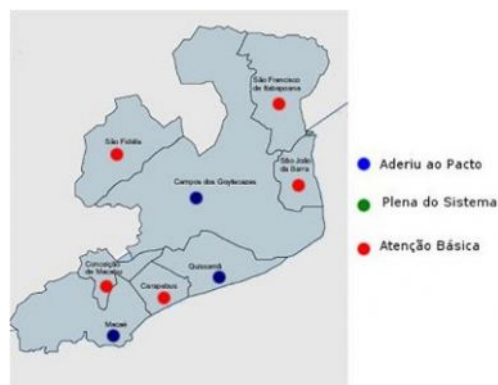 São Francisco
de Itabapoana
São Fidélis
São João
da Barra
Campos dos Goytacazes
Conceição
de Macabu
Quissamã
Carapebus
Macaé
Aderiu ao Pacto
Plena do Sistema
Atenção Básica